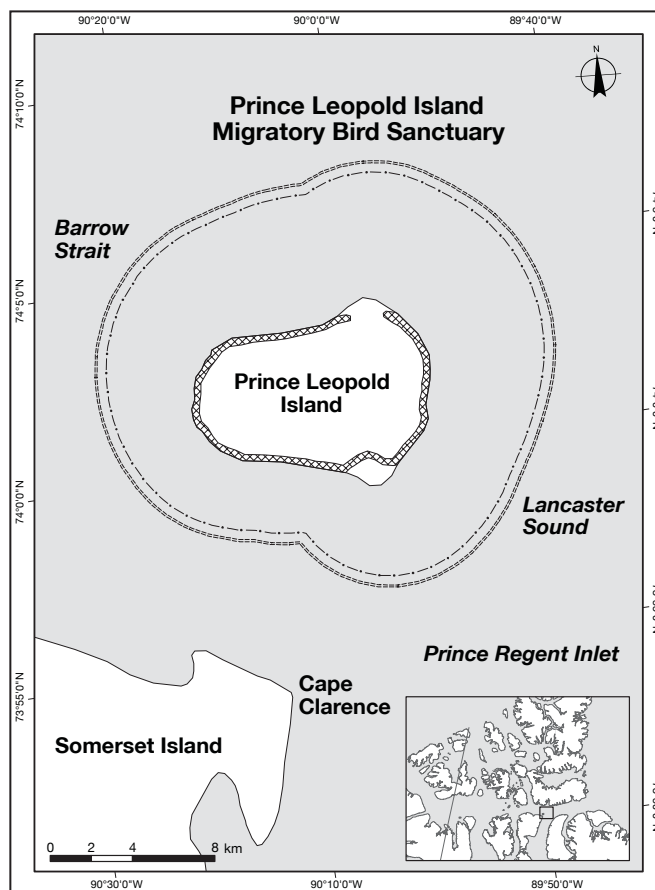 90°20'0"W 90°0'0"W 89°40'0"W
N
74°10'0"N
Prince Leopold Island
Migratory Bird Sanctuary
Barrow
Strait
74°5'0"N
Prince Leopold
Island
74°0'0"N
Lancaster
Sound
Prince Regent Inlet
Cape
Clarence
73°55'0"N
Somerset Island
0 2 4 8 km
90°30'0"W 90°10'0"W 89°50'0"W